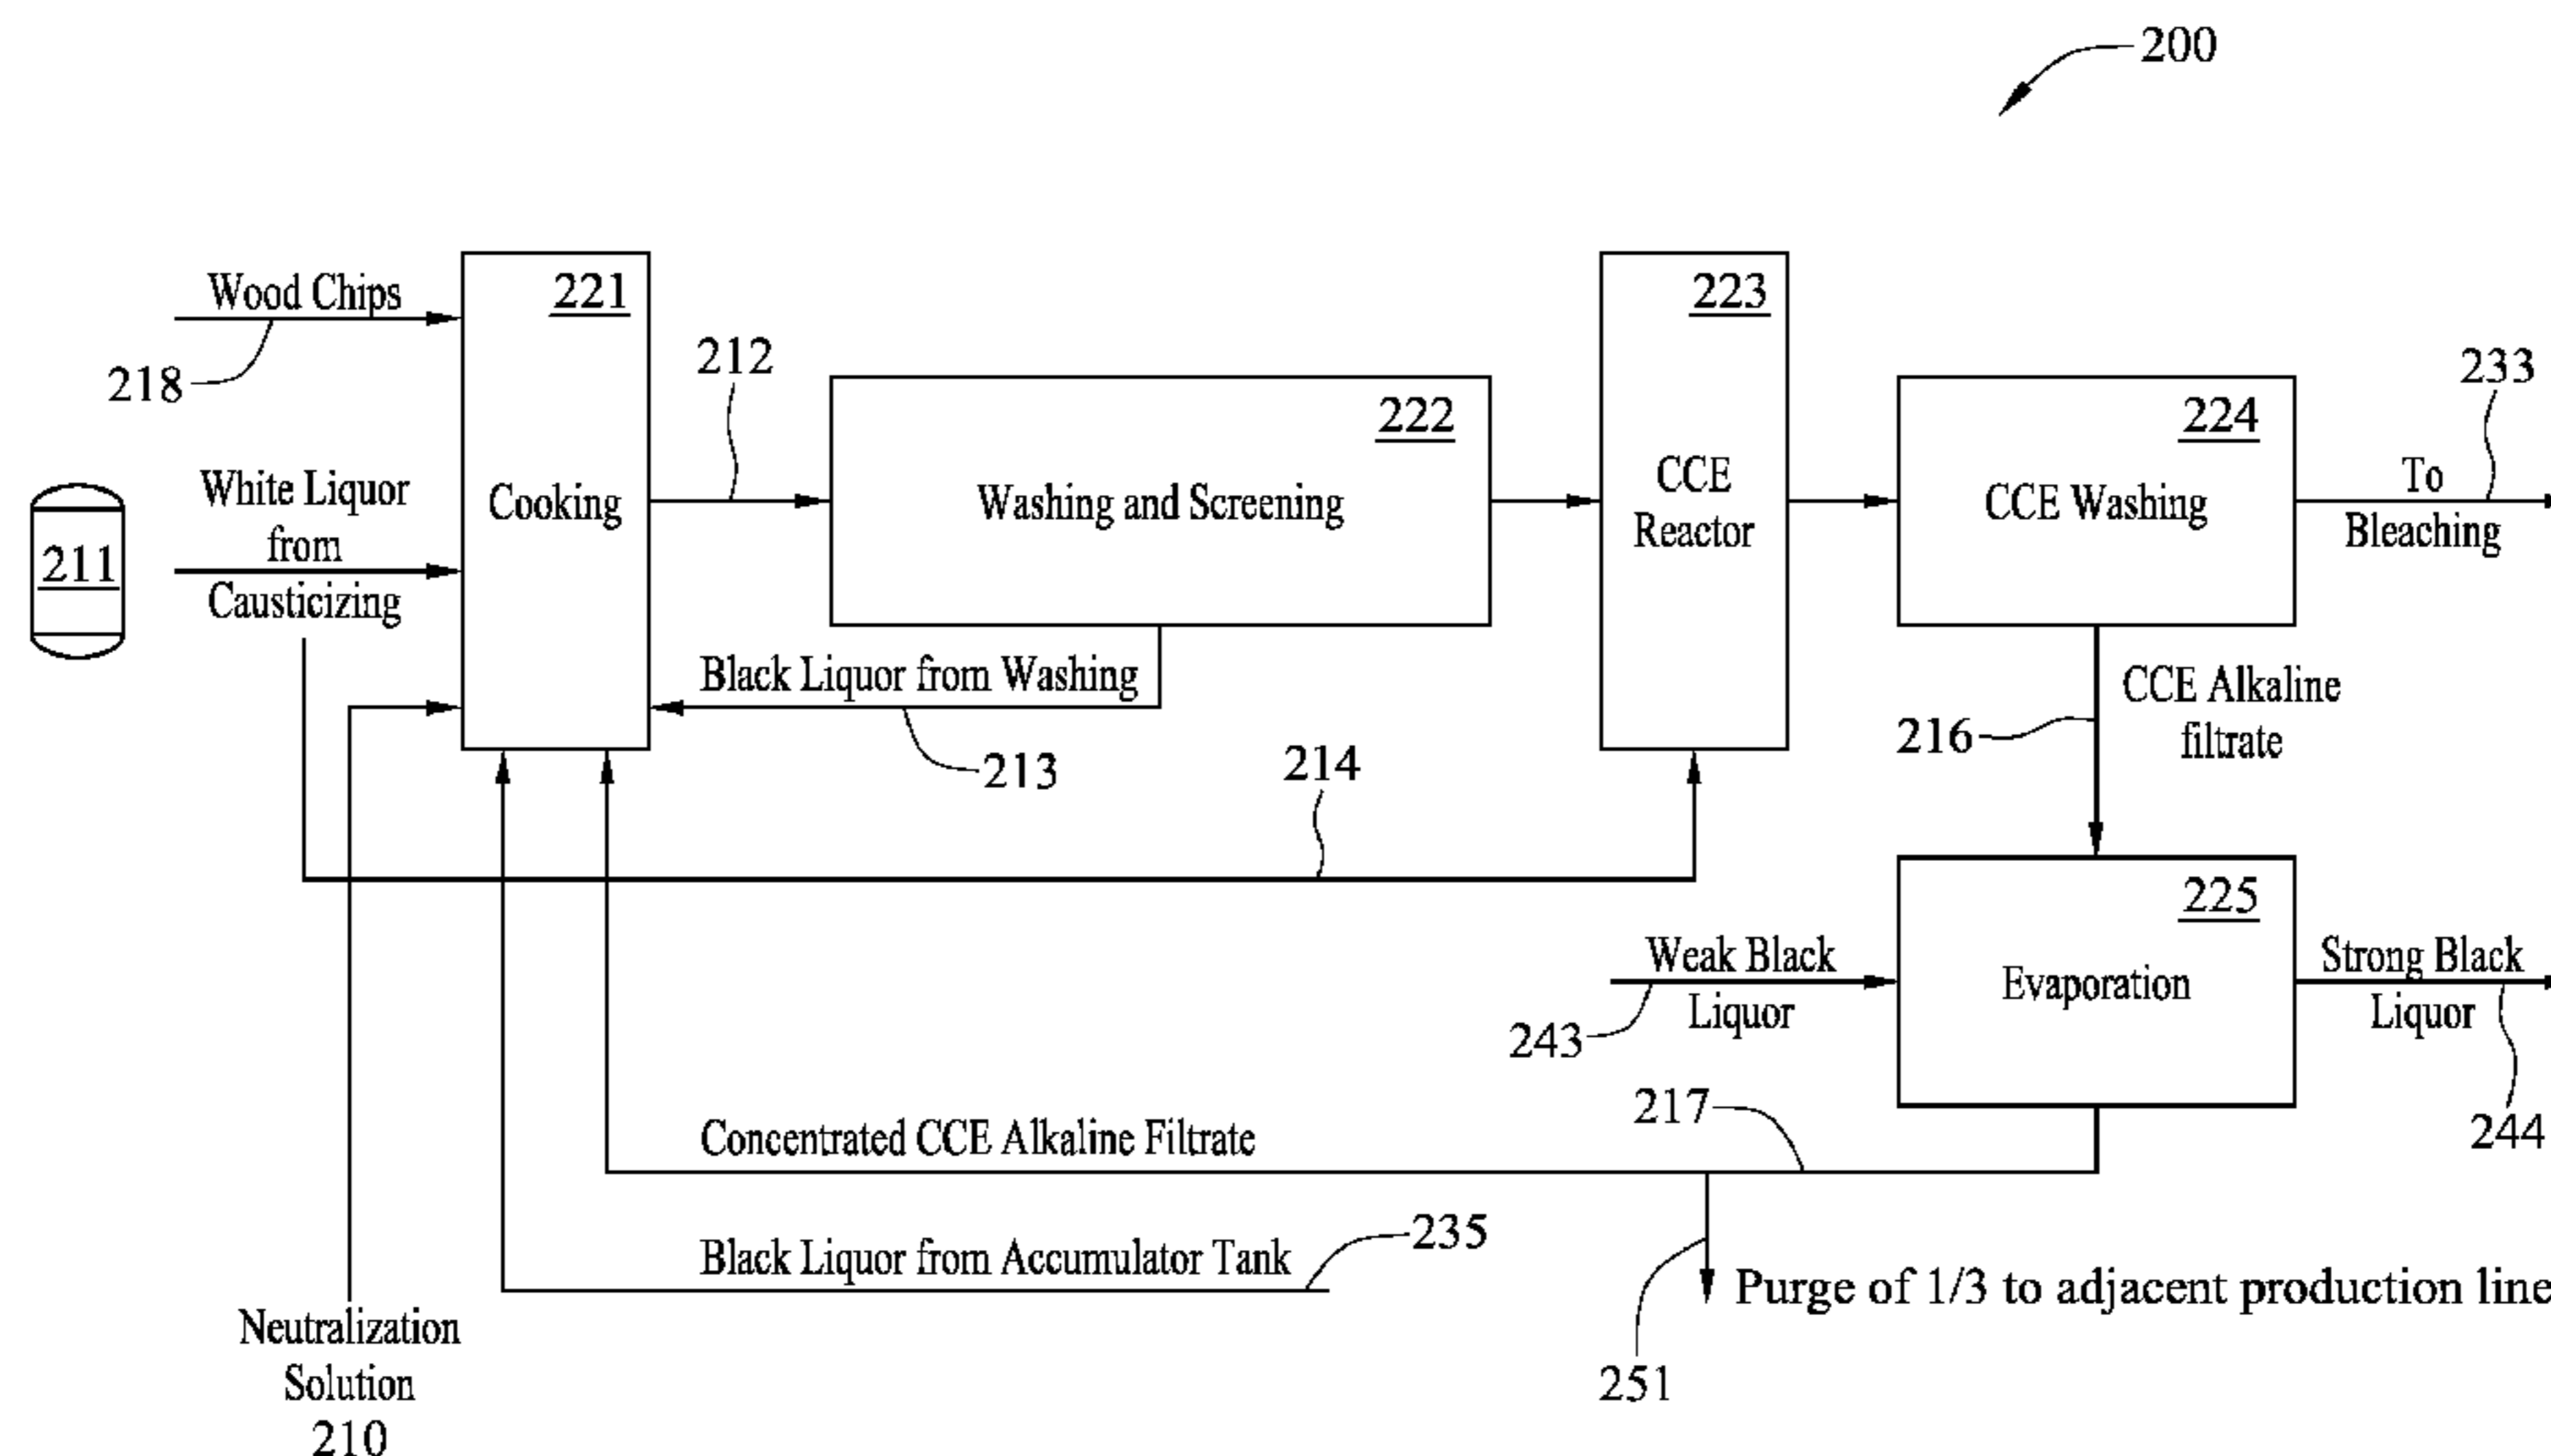 200
Wood Chips
218
221
Cooking
212
222
Washing and Screening
223
CCE
Reactor
224
CCE Washing
233
To
Bleaching
211
White Liquor
from
Causticizing
Black Liquor from Washing
213
214
216
CCE Alkaline
filtrate
225
Evaporation
Weak Black
Liquor
243
Strong Black
Liquor
244
217
Concentrated CCE Alkaline Filtrate
Black Liquor from Accumulator Tank
235
251
Purge of 1/3 to adjacent production line
Neutralization
Solution
210